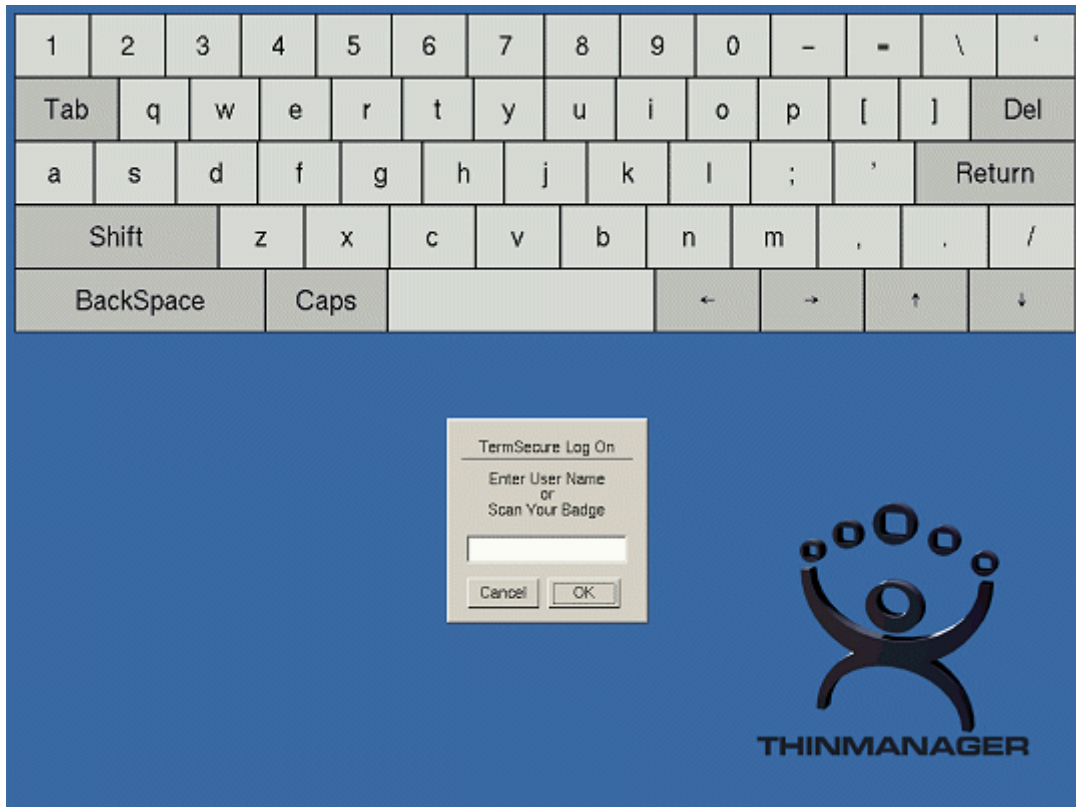 1 2 3 4 5 6 7 8 9 0 - = \ ‘
Tab q w e r t y u i o p [ ] Del
a s d f g h j k l ; ’ Return
Shift z x c v b n m , . /
BackSpace Caps ← → ↑ ↓
TermSecure Log On
Enter User Name
or
Scan Your Badge
Cancel OK
THINMANAGER